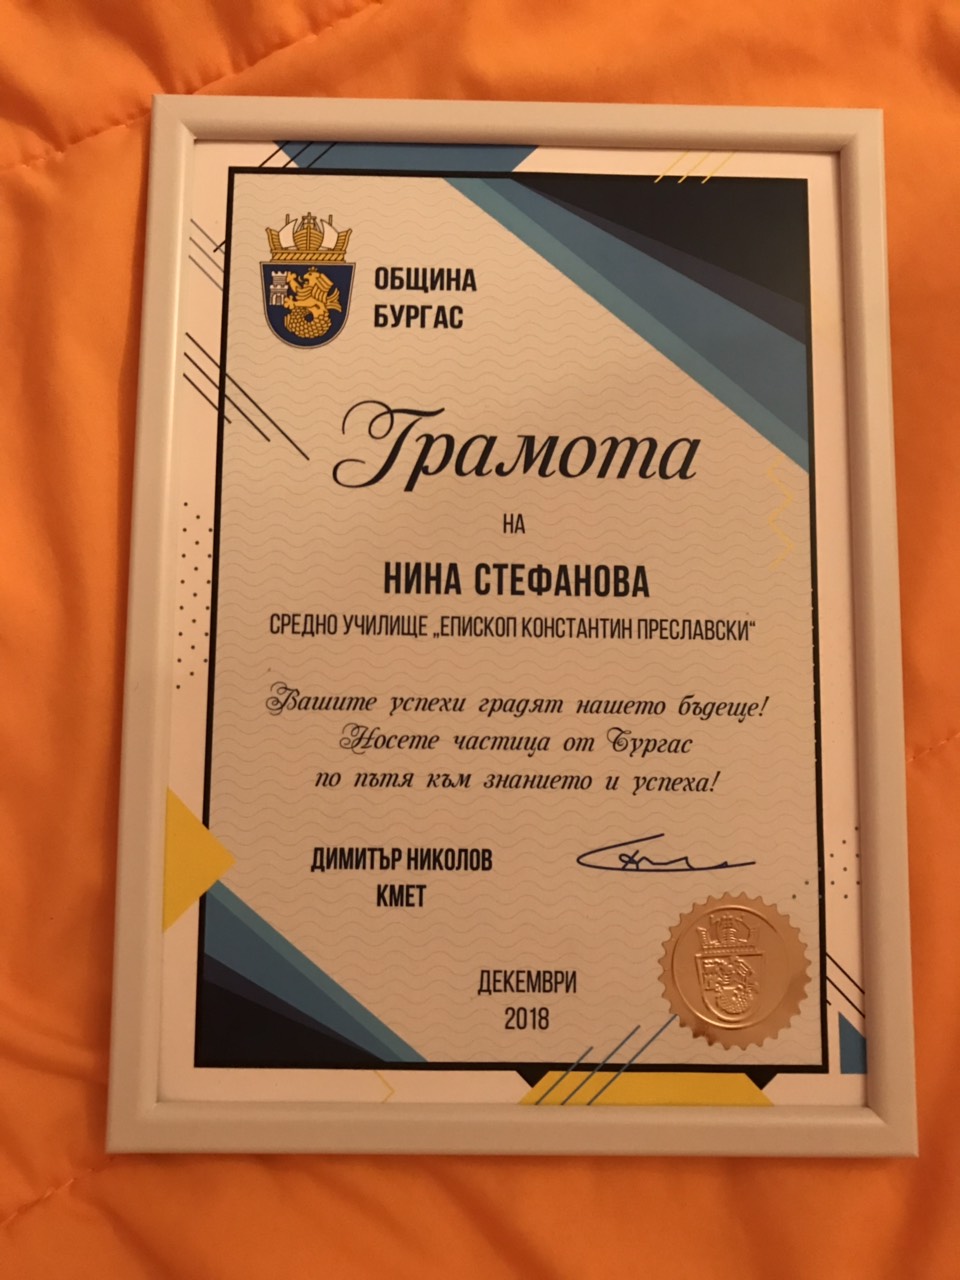 ОБЩИНА
БУРГАС
Грамота
НА
НИНА СТЕФАНОВА
СРЕДНО УЧИЛИЩЕ „ЕПИСКОП КОНСТАНТИН ПРЕСЛАВСКИ“
Вашите успехи градят нашето бъдеще!
Носете частица от Бургас
по пътя към знанието и успеха!
ДИМИТЪР НИКОЛОВ
КМЕТ
ДЕКЕМВРИ
2018